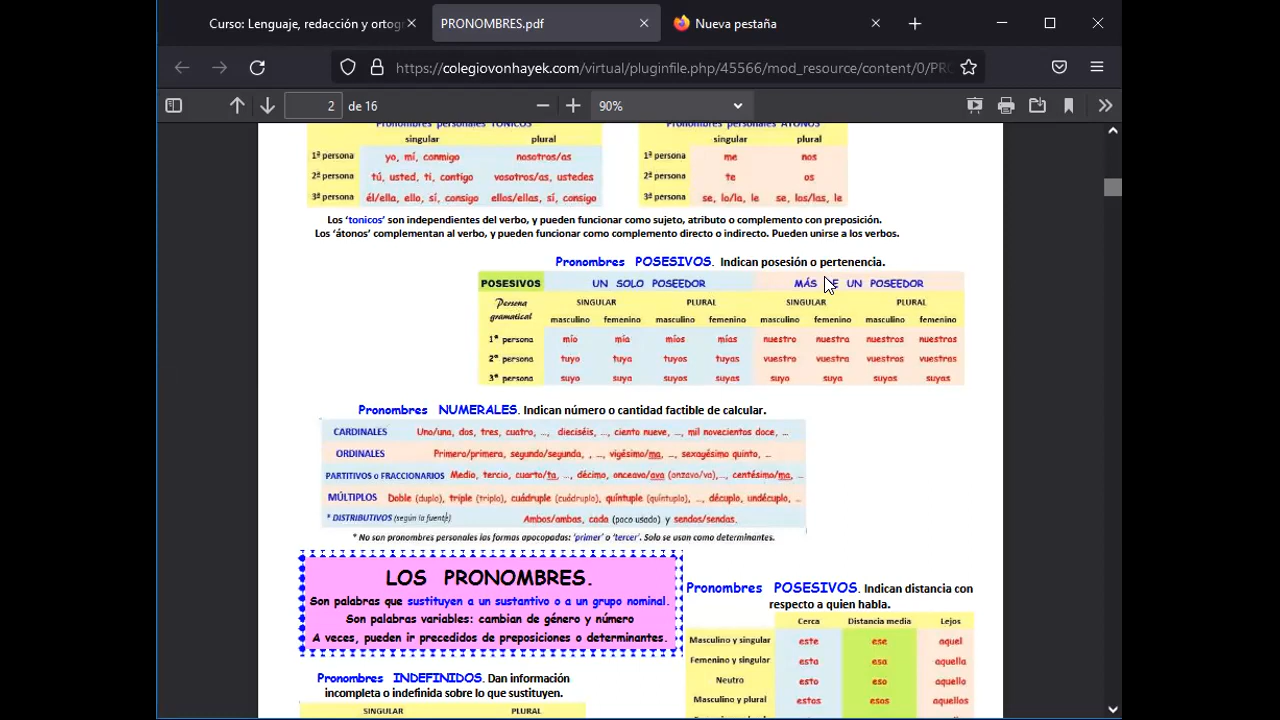 Curso: Lenguaje, redacción y ortog
PRONOMBRES.pdf
Nueva pestaña
https://colegiovonhayek.com/virtual/pluginfile.php/45566/mod_resource/content/0/PR
2 de 16
90%
Pronombres personales TÓNICOS
Pronombres personales ÁTONOS
singular plural
singular plural
1ª persona yo, mí, conmigo nosotros/as
1ª persona me nos
2ª persona tú, usted, ti, contigo vosotros/as, ustedes
2ª persona te os
3ª persona él/ella, ello, sí, consigo ellos/ellas, sí, consigo
3ª persona se, lo/la, le se, los/las, le
Los 'tonicos' son independientes del verbo, y pueden funcionar como sujeto, atributo o complemento con preposición.
Los 'átonos' complementan al verbo, y pueden funcionar como complemento directo o indirecto. Pueden unirse a los verbos.
Pronombres POSESIVOS. Indican posesión o pertenencia.
POSESIVOS UN SOLO POSEEDOR MÁS DE UN POSEEDOR
Persona gramatical SINGULAR PLURAL SINGULAR PLURAL
masculino femenino masculino femenino masculino femenino masculino femenino
1ª persona mío mía míos mías nuestro nuestra nuestros nuestras
2ª persona tuyo tuya tuyos tuyas vuestro vuestra vuestros vuestras
3ª persona suyo suya suyos suyas suyo suya suyas suyas
Pronombres NUMERALES. Indican número o cantidad factible de calcular.
CARDINALES Uno/una, dos, tres, cuatro, ..., dieciséis, ..., ciento nueve, ..., mil novecientos doce, ...
ORDINALES Primero/primera, segundo/segunda, , ..., vigésimo/ma, ..., sexagésimo quinto, ...
PARTITIVOS o FRACCIONARIOS Medio, tercio, cuarto/ta, ..., décimo, onceavo/ava (onzavo/va),..., centésimo/ma, ...
MÚLTIPLOS Doble (duplo), triple (triplo), cuádruple (cuádruplo), quíntuple (quíntuplo), ..., décuplo, undécuplo, ...
* DISTRIBUTIVOS (según la fuente) Ambos/ambas, cada (poco usado) y sendos/sendas.
* No son pronombres personales las formas apocopadas: 'primer' o 'tercer'. Solo se usan como determinantes.
LOS PRONOMBRES.
Son palabras que sustituyen a un sustantivo o a un grupo nominal.
Son palabras variables: cambian de género y número
A veces, pueden ir precedidos de preposiciones o determinantes.
Pronombres POSESIVOS. Indican distancia con
respecto a quien habla.
Cerca Distancia media Lejos
Masculino y singular este ese aquel
Femenino y singular esta esa aquella
Neutro esto eso aquello
Masculino y plural estos esos aquellos
Pronombres INDEFINIDOS. Dan información
incompleta o indefinida sobre lo que sustituyen.
SINGULAR PLURAL